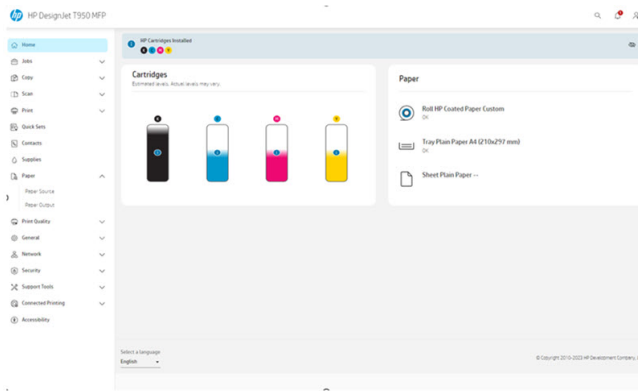 hp HP DesignJet T950 MFP
Home
Jobs
Copy
Scan
Print
Quick Sets
Contacts
Supplies
Paper
Paper Source
Paper Output
Print Quality
General
Network
Security
Support Tools
Connected Printing
Accessibility
HP Cartridges Installed
K C M Y
Cartridges
Estimated levels. Actual levels may vary.
K C M Y
Paper
Roll HP Coated Paper Custom
OK
Tray Plain Paper A4 (210x297 mm)
OK
Sheet Plain Paper --
Select a language
English
© Copyright 2015-2023 HP Development Company,